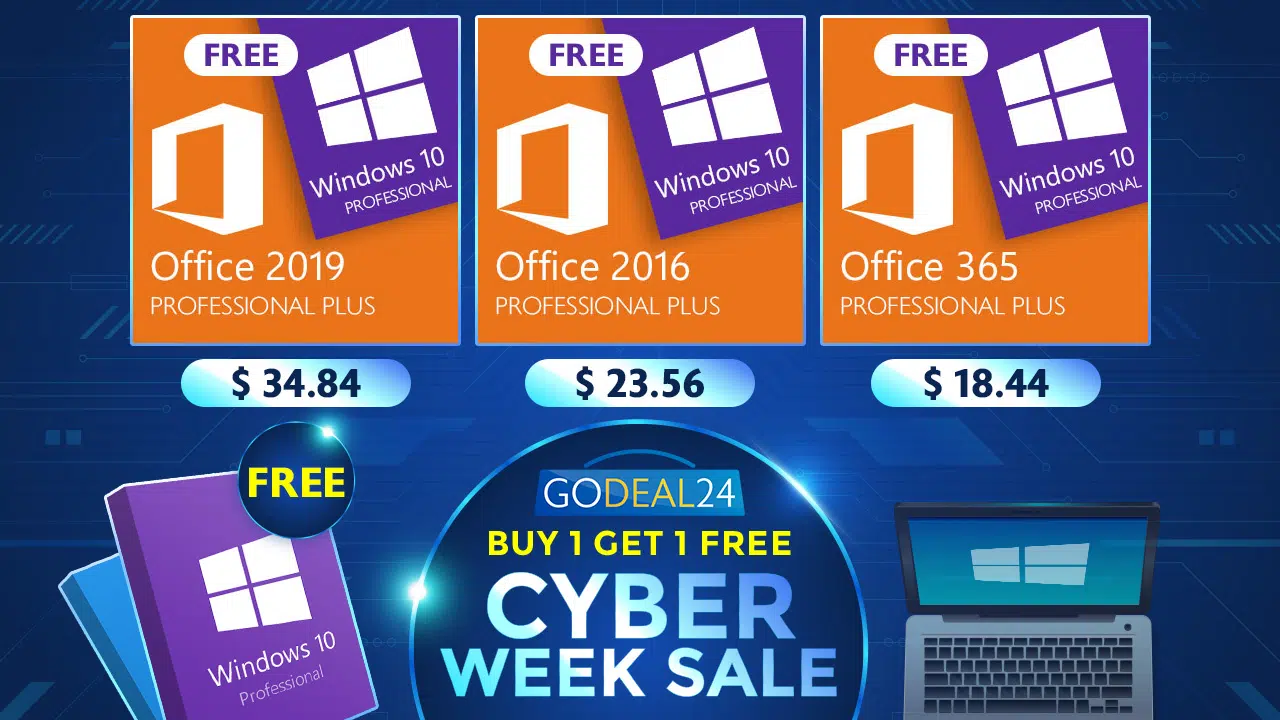 FREE
Windows 10
PROFESSIONAL
Office 2019
PROFESSIONAL PLUS
$ 34.84
FREE
Windows 10
PROFESSIONAL
Office 2016
PROFESSIONAL PLUS
$ 23.56
FREE
Windows 10
PROFESSIONAL
Office 365
PROFESSIONAL PLUS
$ 18.44
FREE
Windows 10
Professional
GODEAL24
BUY 1 GET 1 FREE
CYBER
WEEK SALE